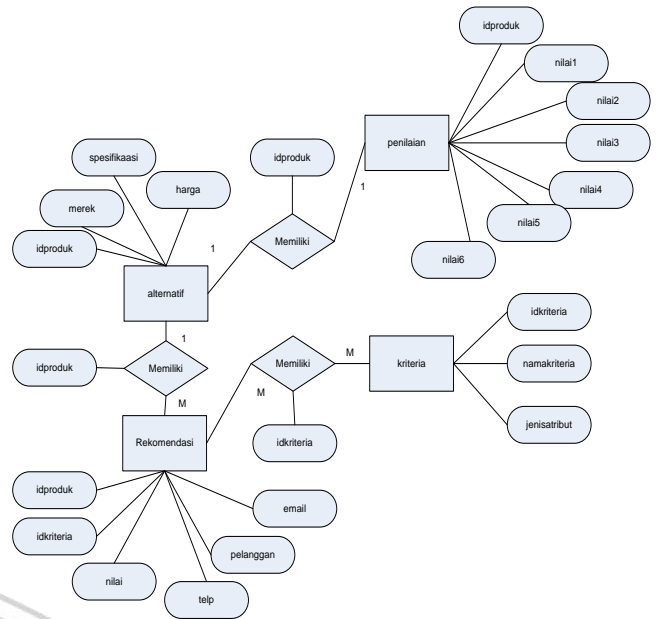 idproduk
nilai1
nilai2
nilai3
nilai4
nilai5
nilai6
penilaian
1
idproduk
Memiliki
1
spesifikaasi
harga
merek
idproduk
alternatif
1
idproduk
Memiliki
M
Memiliki
M
M
kriteria
idkriteria
namakriteria
jenisatribut
idkriteria
Rekomendasi
idproduk
idkriteria
nilai
telp
pelanggan
email